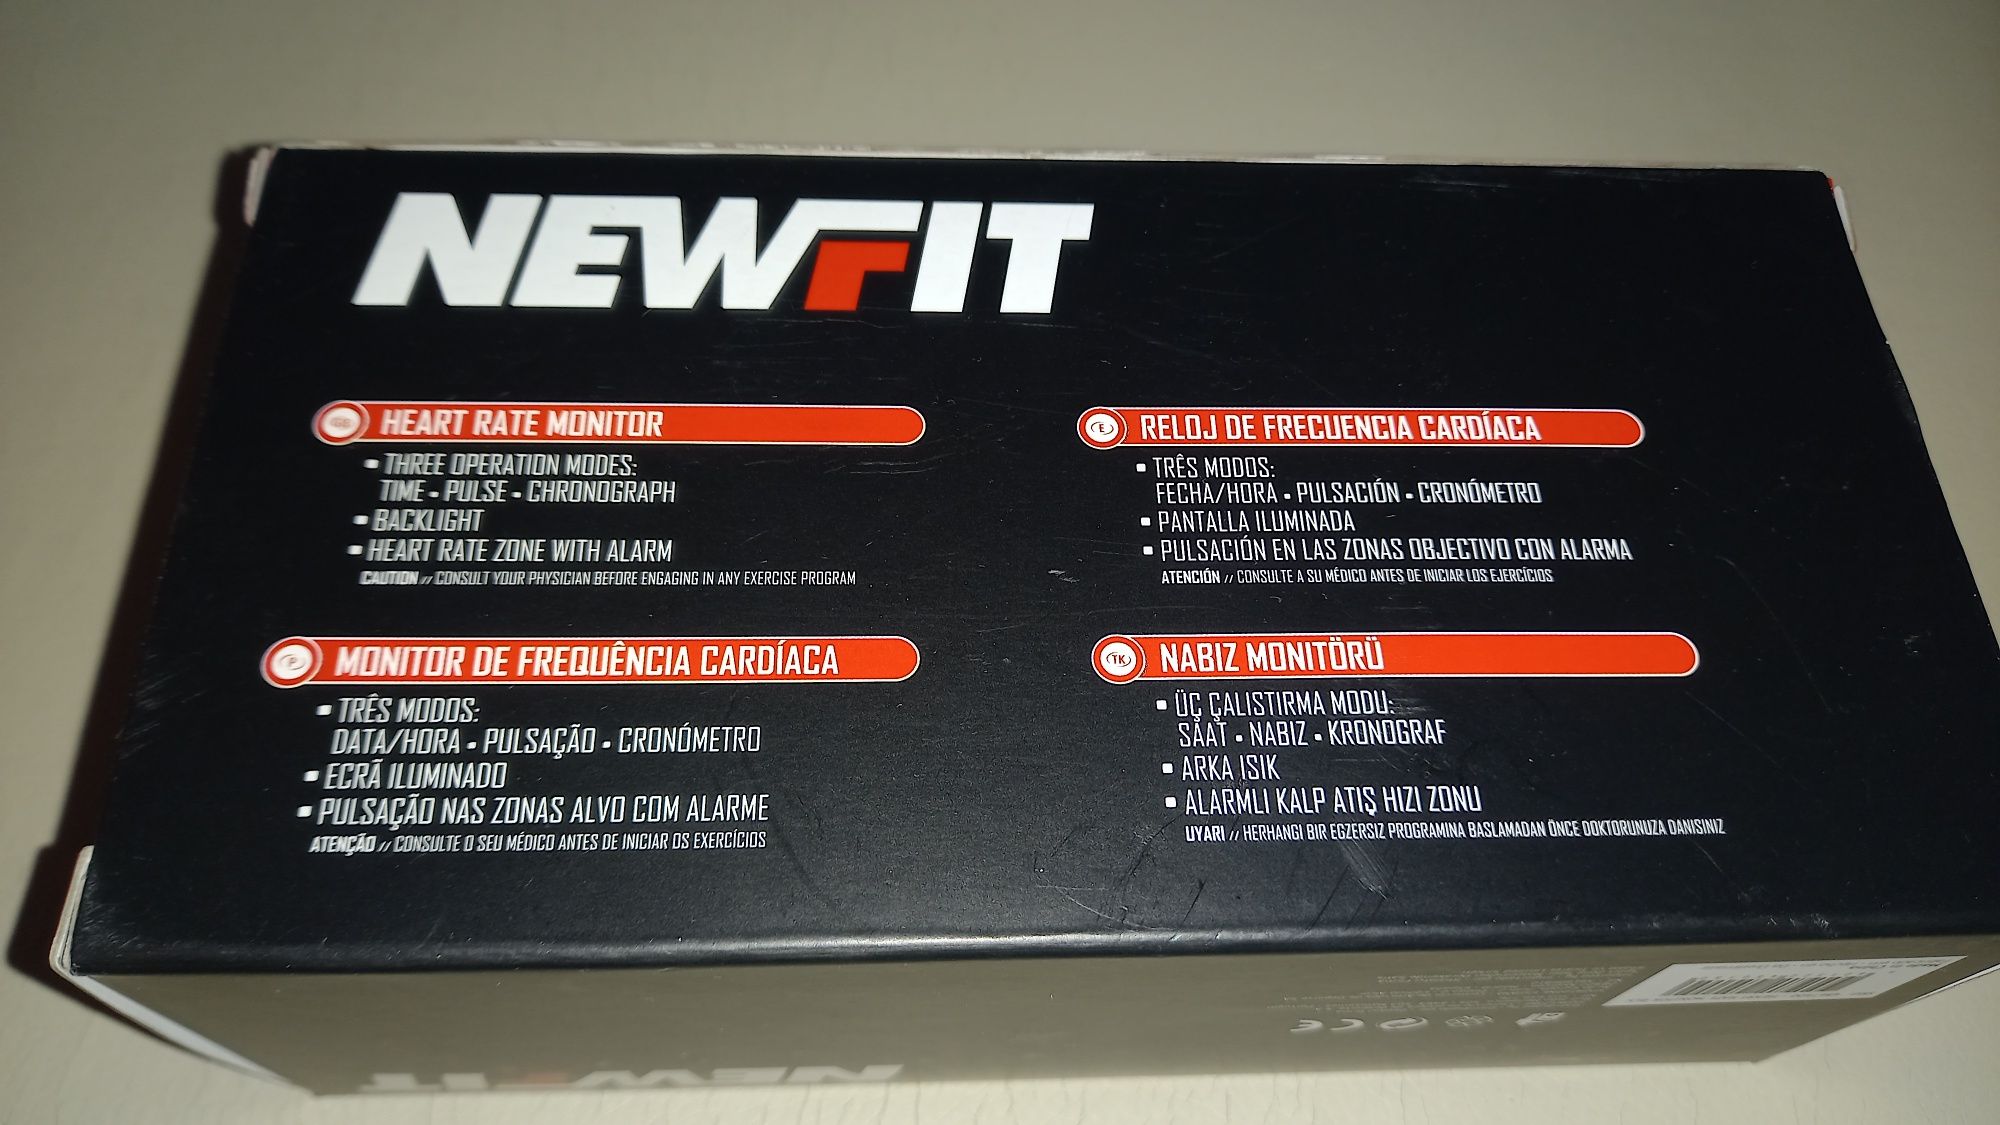 NEWFIT
GB HEART RATE MONITOR
▪ THREE OPERATION MODES:
TIME ▪ PULSE ▪ CHRONOGRAPH
▪ BACKLIGHT
▪ HEART RATE ZONE WITH ALARM
CAUTION // CONSULT YOUR PHYSICIAN BEFORE ENGAGING IN ANY EXERCISE PROGRAM
E RELOJ DE FRECUENCIA CARDÍACA
▪ TRÊS MODOS:
FECHA/HORA ▪ PULSACIÓN ▪ CRONÓMETRO
▪ PANTALLA ILUMINADA
▪ PULSACIÓN EN LAS ZONAS OBJECTIVO CON ALARMA
ATENCIÓN // CONSULTE A SU MÉDICO ANTES DE INICIAR LOS EJERCÍCIOS
P MONITOR DE FREQUÊNCIA CARDÍACA
▪ TRÊS MODOS:
DATA/HORA ▪ PULSAÇÃO ▪ CRONÓMETRO
▪ ECRÃ ILUMINADO
▪ PULSAÇÃO NAS ZONAS ALVO COM ALARME
ATENÇÃO // CONSULTE O SEU MÉDICO ANTES DE INICIAR OS EXERCÍCIOS
TK NABIZ MONITÖRÜ
▪ ÜÇ ÇALISTIRMA MODU:
SAAT ▪ NABIZ ▪ KRONOGRAF
▪ ARKA ISIK
▪ ALARMLI KALP ATIŞ HIZI ZONU
UYARI // HERHANGI BIR EGZERSIZ PROGRAMINA BASLAMADAN ÖNCE DOKTORUNUZA DANISINIZ
CE
NEWFIT